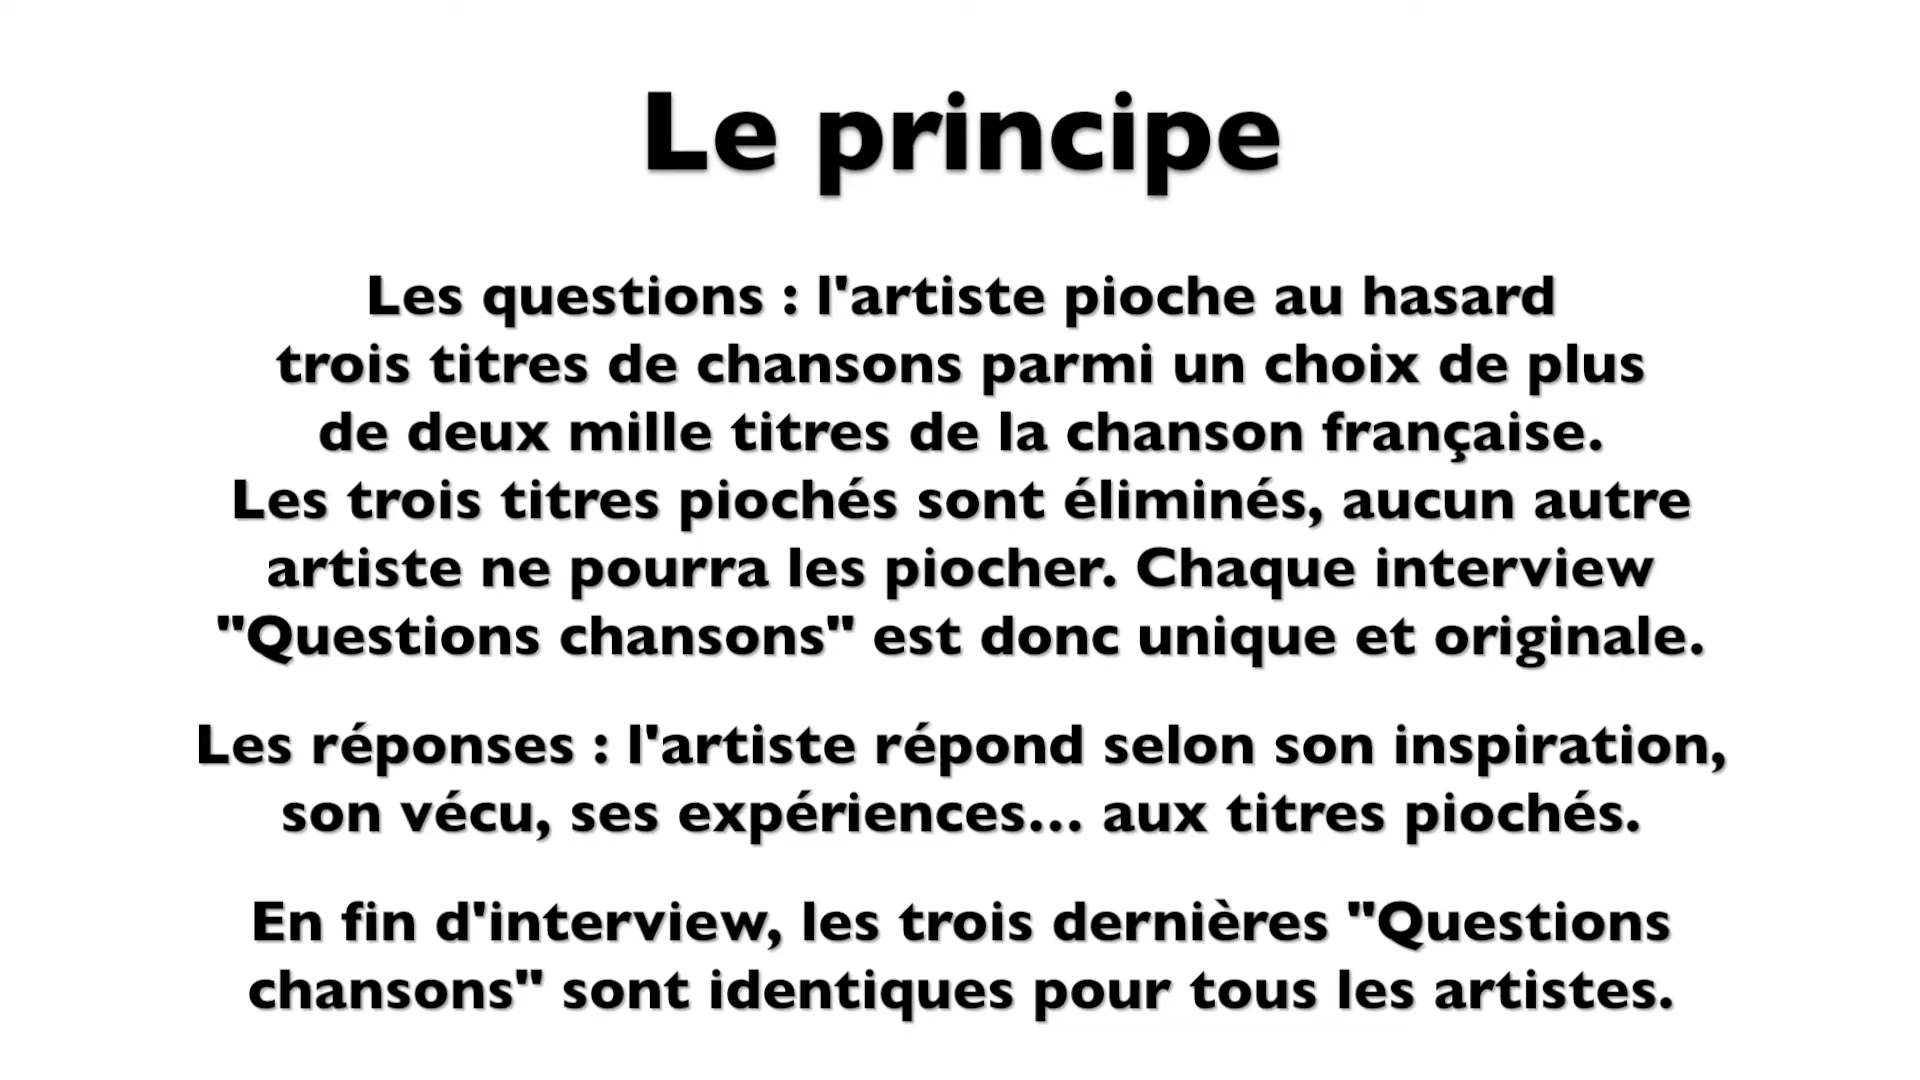 Le principe
Les questions : l'artiste pioche au hasard
trois titres de chansons parmi un choix de plus
de deux mille titres de la chanson française.
Les trois titres piochés sont éliminés, aucun autre
artiste ne pourra les piocher. Chaque interview
"Questions chansons" est donc unique et originale.
Les réponses : l'artiste répond selon son inspiration,
son vécu, ses expériences... aux titres piochés.
En fin d'interview, les trois dernières "Questions
chansons" sont identiques pour tous les artistes.